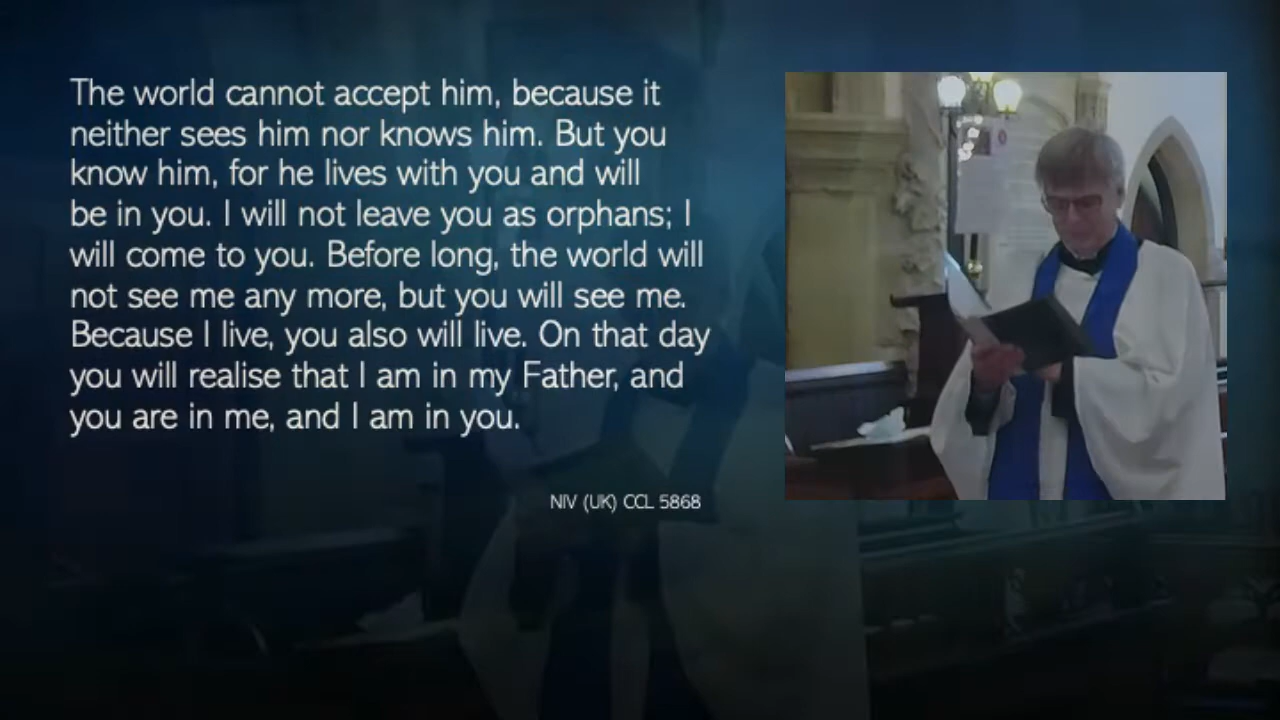 The world cannot accept him, because it
neither sees him nor knows him. But you
know him, for he lives with you and will
be in you. I will not leave you as orphans; I
will come to you. Before long, the world will
not see me any more, but you will see me.
Because I live, you also will live. On that day
you will realise that I am in my Father, and
you are in me, and I am in you.
NIV (UK) CCL 5868